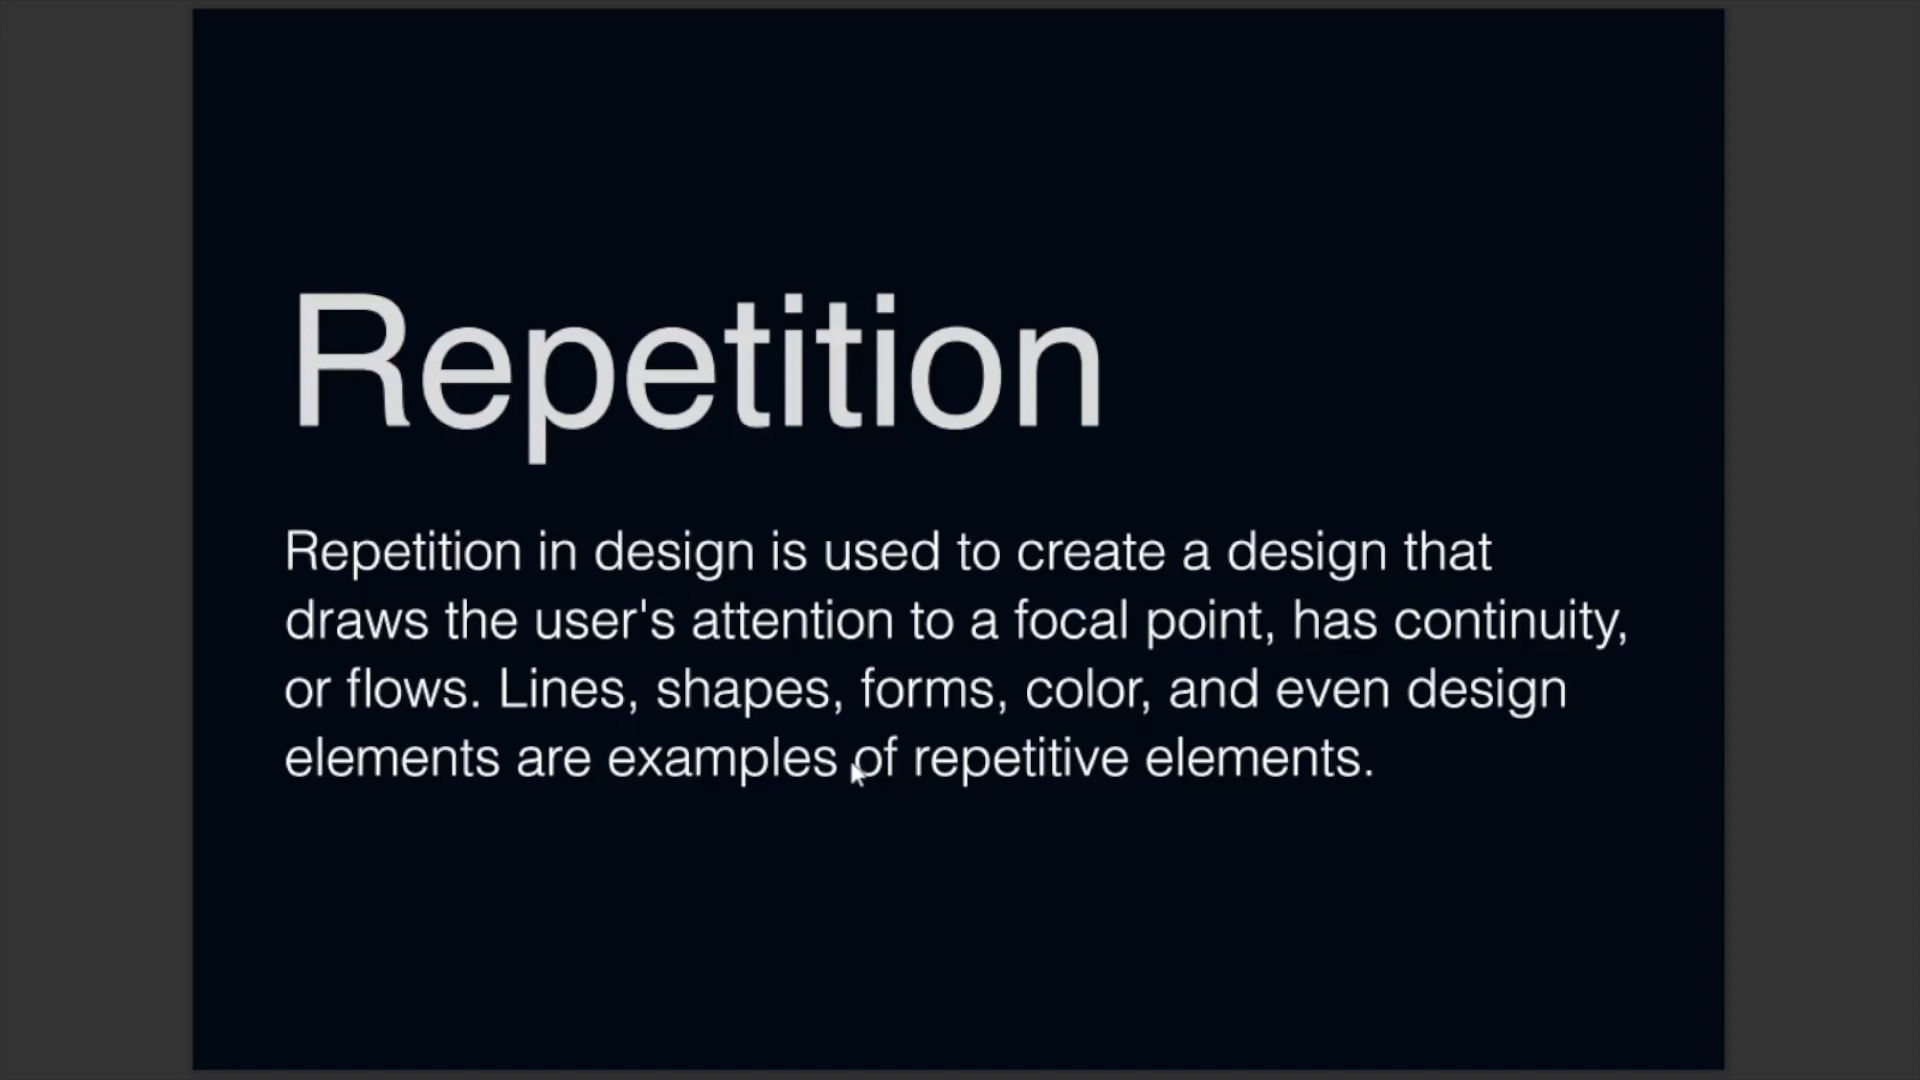 Repetition
Repetition in design is used to create a design that
draws the user's attention to a focal point, has continuity,
or flows. Lines, shapes, forms, color, and even design
elements are examples of repetitive elements.